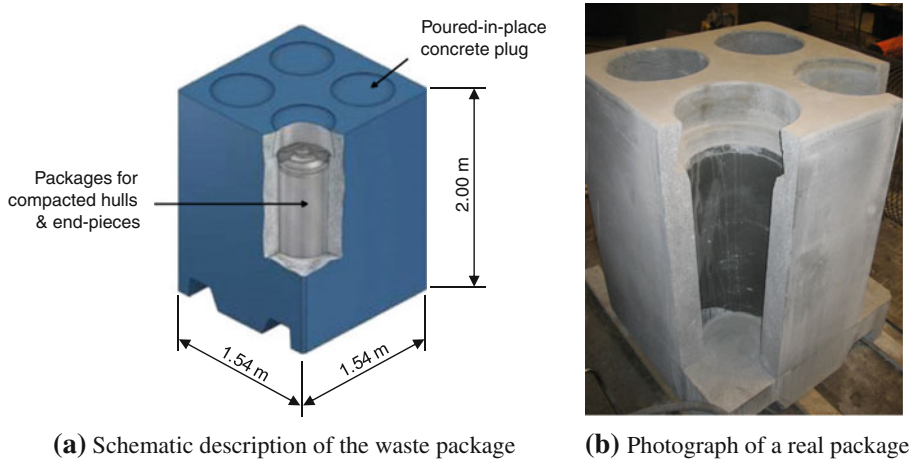 Poured-in-place
concrete plug
Packages for
compacted hulls
& end-pieces
2.00 m
1.54 m
1.54 m
(a) Schematic description of the waste package
(b) Photograph of a real package